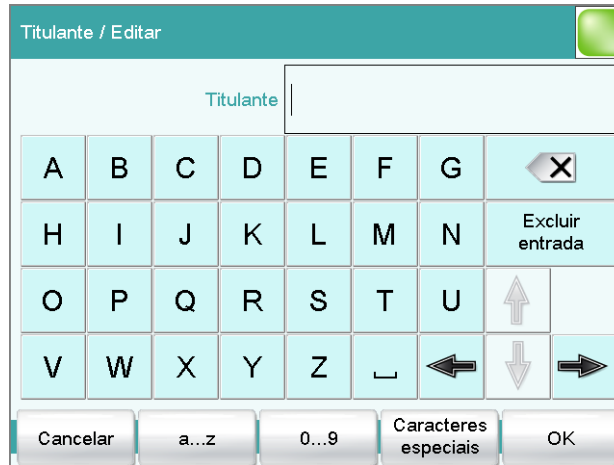 Titulante / Editar
Titulante
A B C D E F G
H I J K L M N Excluir entrada
O P Q R S T U
V W X Y Z
Cancelar a...z 0...9 Caracteres especiais OK